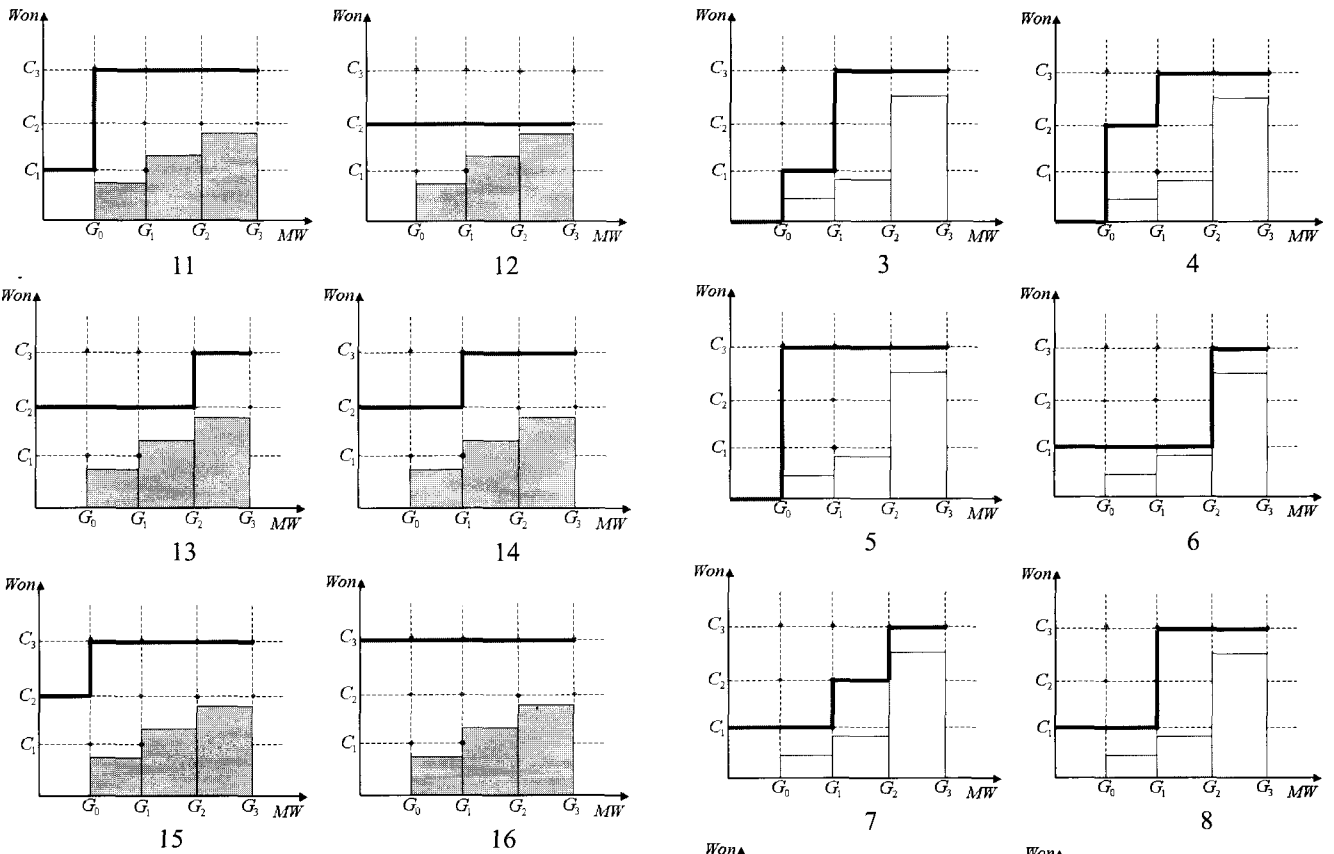 Won
C₃
C₂
C₁
G₀ G₁ G₂ G₃ MW
11
Won
C₃
C₂
C₁
G₀ G₁ G₂ G₃ MW
12
Won
C₃
C₂
C₁
G₀ G₁ G₂ G₃ MW
3
Won
C₃
C₂
C₁
G₀ G₁ G₂ G₃ MW
4
Won
C₃
C₂
C₁
G₀ G₁ G₂ G₃ MW
13
Won
C₃
C₂
C₁
G₀ G₁ G₂ G₃ MW
14
Won
C₃
C₂
C₁
G₀ G₁ G₂ G₃ MW
5
Won
C₃
C₂
C₁
G₀ G₁ G₂ G₃ MW
6
Won
C₃
C₂
C₁
G₀ G₁ G₂ G₃ MW
15
Won
C₃
C₂
C₁
G₀ G₁ G₂ G₃ MW
16
Won
C₃
C₂
C₁
G₀ G₁ G₂ G₃ MW
7
Won
C₃
C₂
C₁
G₀ G₁ G₂ G₃ MW
8
Won
Won